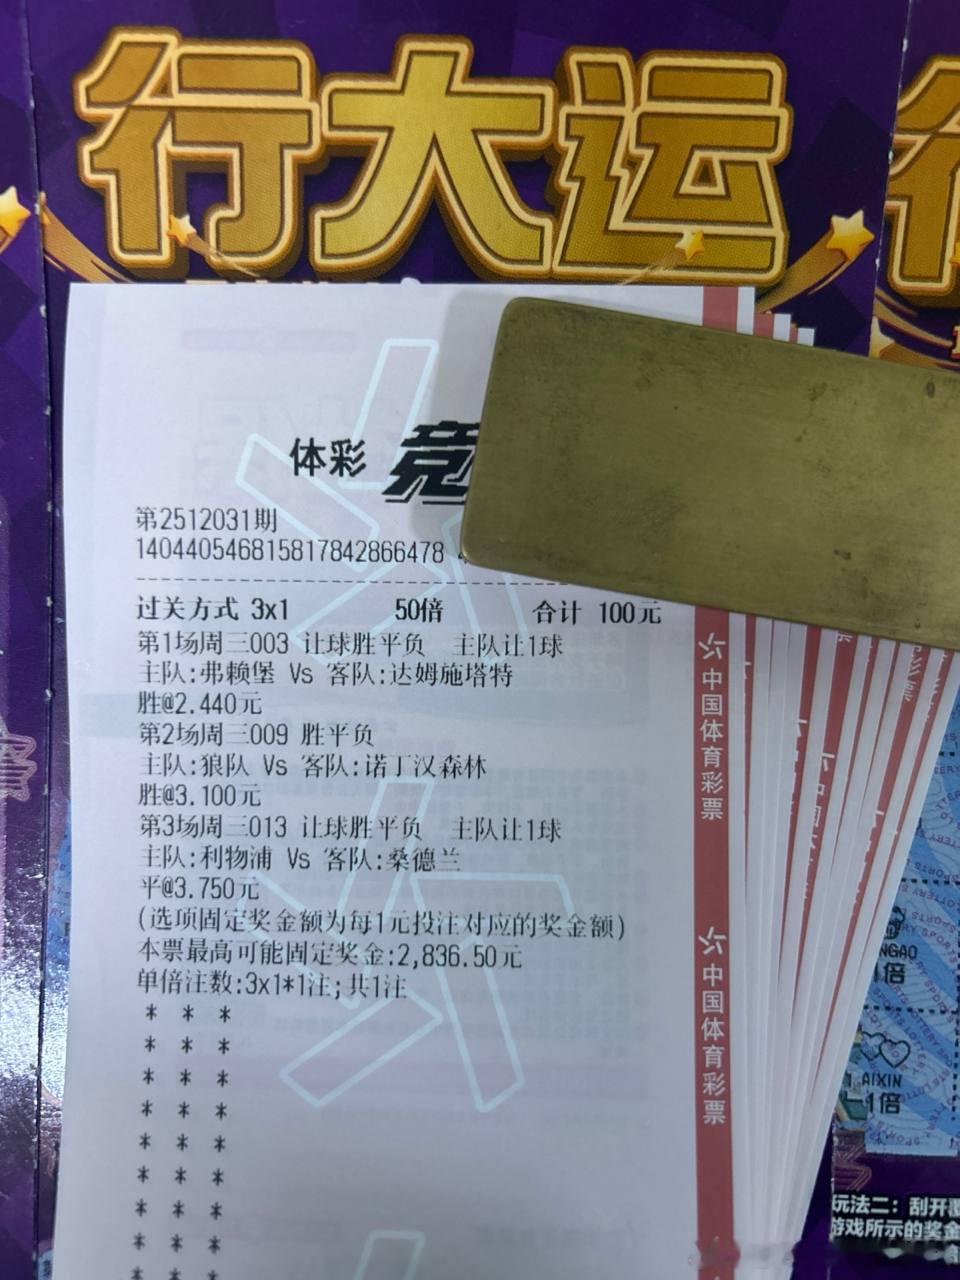 行大运
体彩 竞
第2512031期
140440546815817842866478
过关方式 3x1 50倍 合计 100元
第1场周三003 让球胜平负 主队让1球
主队:弗赖堡 Vs 客队:达姆施塔特
胜@2.440元
第2场周三009 胜平负
主队:狼队 Vs 客队:诺丁汉森林
胜@3.100元
第3场周三013 让球胜平负 主队让1球
主队:利物浦 Vs 客队:桑德兰
平@3.750元
(选项固定奖金额为每1元投注对应的奖金额)
本票最高可能固定奖金:2,836.50元
单倍注数:3x1*1注;共1注
* * *
* * *
* * *
* * *
* * *
* * *
* * *
* * *
* * *
中国体育彩票
中国体育彩票
NGAO
1倍
AIXIN
1倍
玩法二：刮开覆
游戏所示的奖金